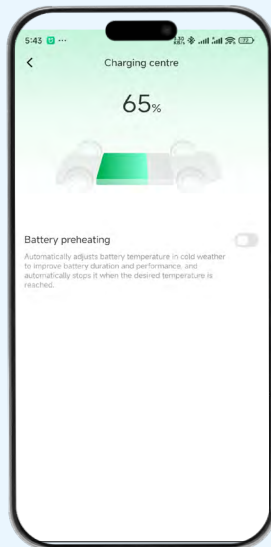 5:43 ...
Charging centre
65%
Battery preheating
Automatically adjusts battery temperature in cold weather
to improve battery duration and performance, and
automatically stops it when the desired temperature is
reached.